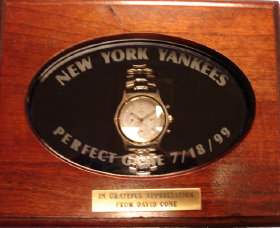 NEW YORK YANKEES
PERFECT GAME 7/18/99
IN GRATEFUL APPRECIATION
FROM DAVID CONE